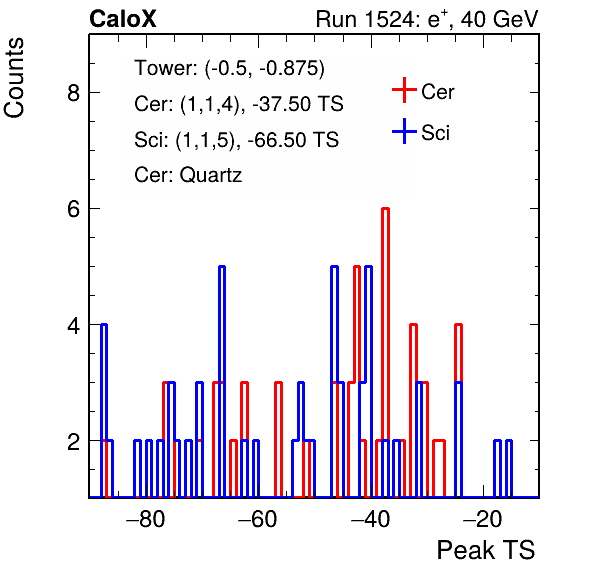 CaloX Run 1524: e⁺, 40 GeV
Counts
Tower: (-0.5, -0.875)
Cer: (1,1,4), -37.50 TS
Sci: (1,1,5), -66.50 TS
Cer: Quartz
Cer
Sci
8
6
4
2
−80 −60 −40 −20
Peak TS